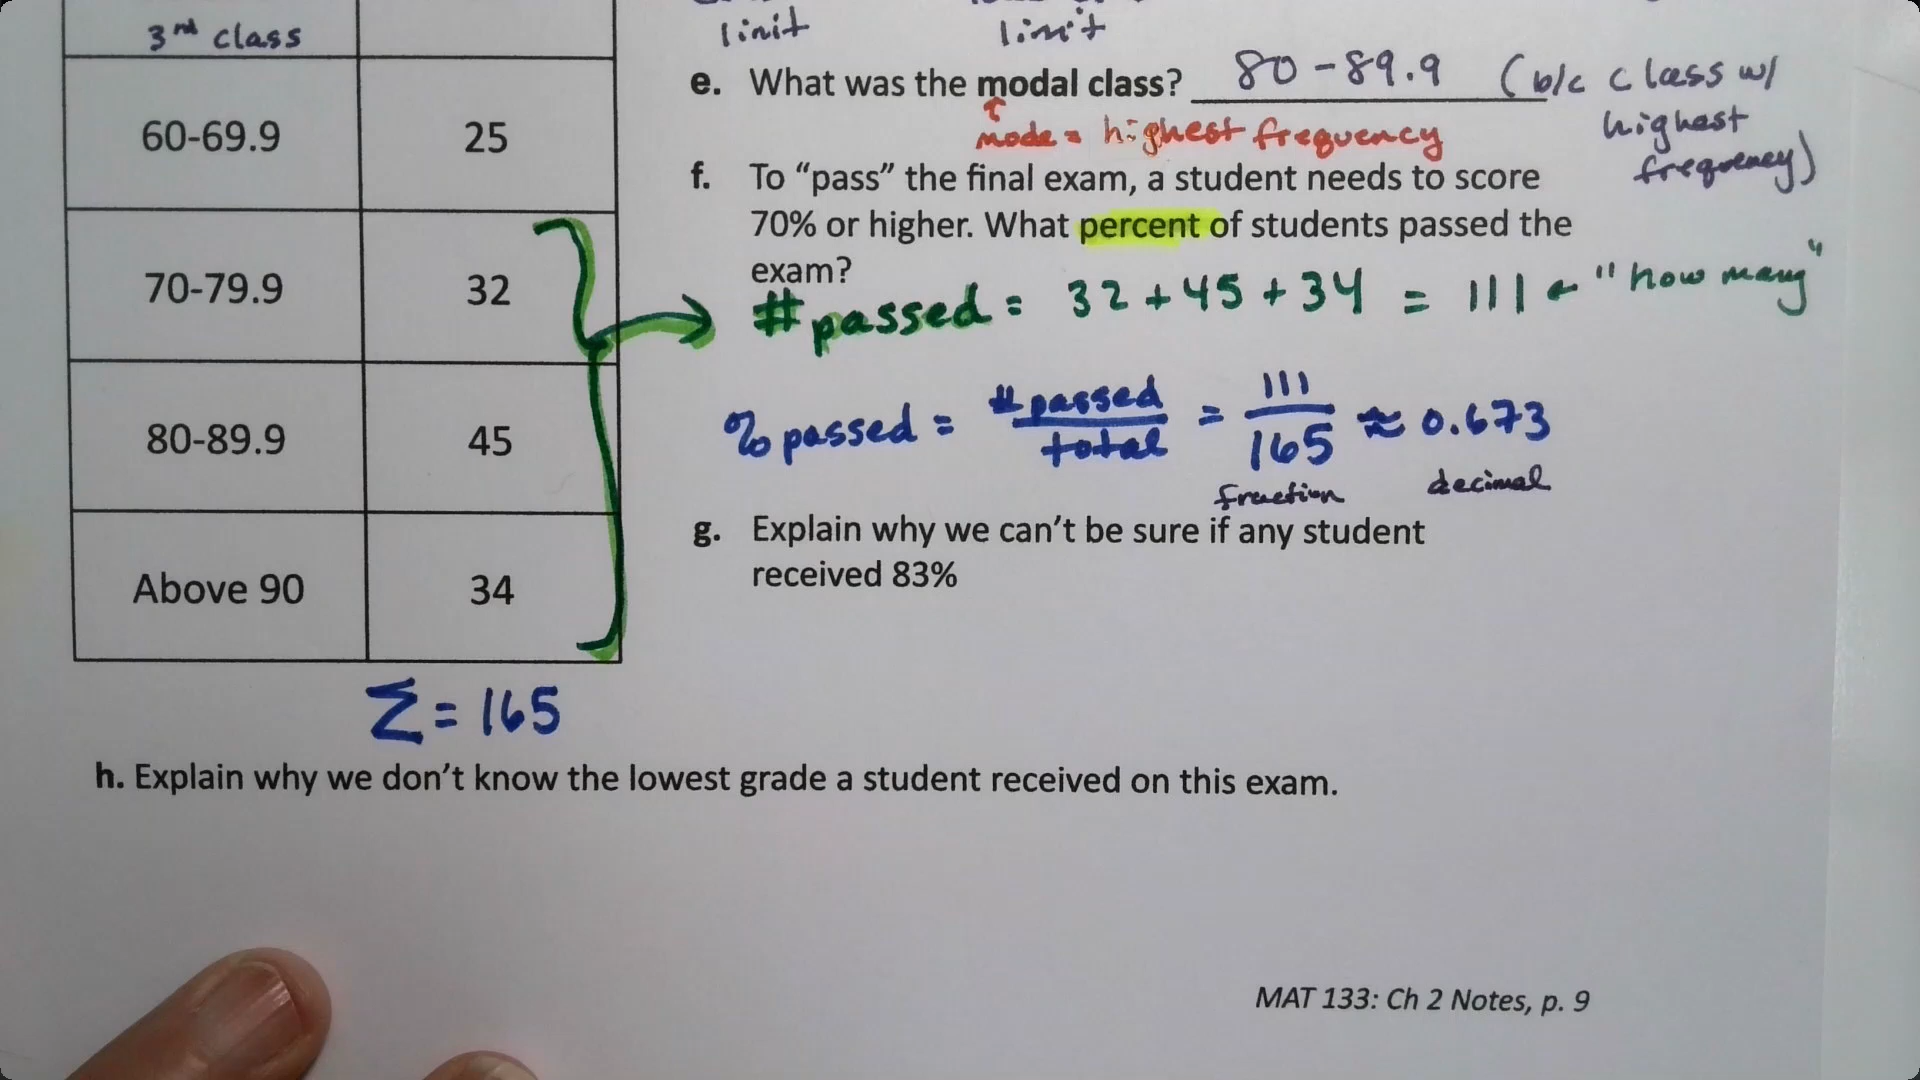 limit limit
3rd class
e. What was the modal class? 80-89.9 (b/c class w/
highest
frequency)
mode = highest frequency
60-69.9 25
f. To “pass” the final exam, a student needs to score
70% or higher. What percent of students passed the
exam?
70-79.9 32
# passed = 32 + 45 + 34 = 111 ← "how many"
% passed = # passed / total = 111 / 165 ≈ 0.673
fraction decimal
80-89.9 45
g. Explain why we can’t be sure if any student
received 83%
Above 90 34
Σ = 165
h. Explain why we don’t know the lowest grade a student received on this exam.
MAT 133: Ch 2 Notes, p. 9